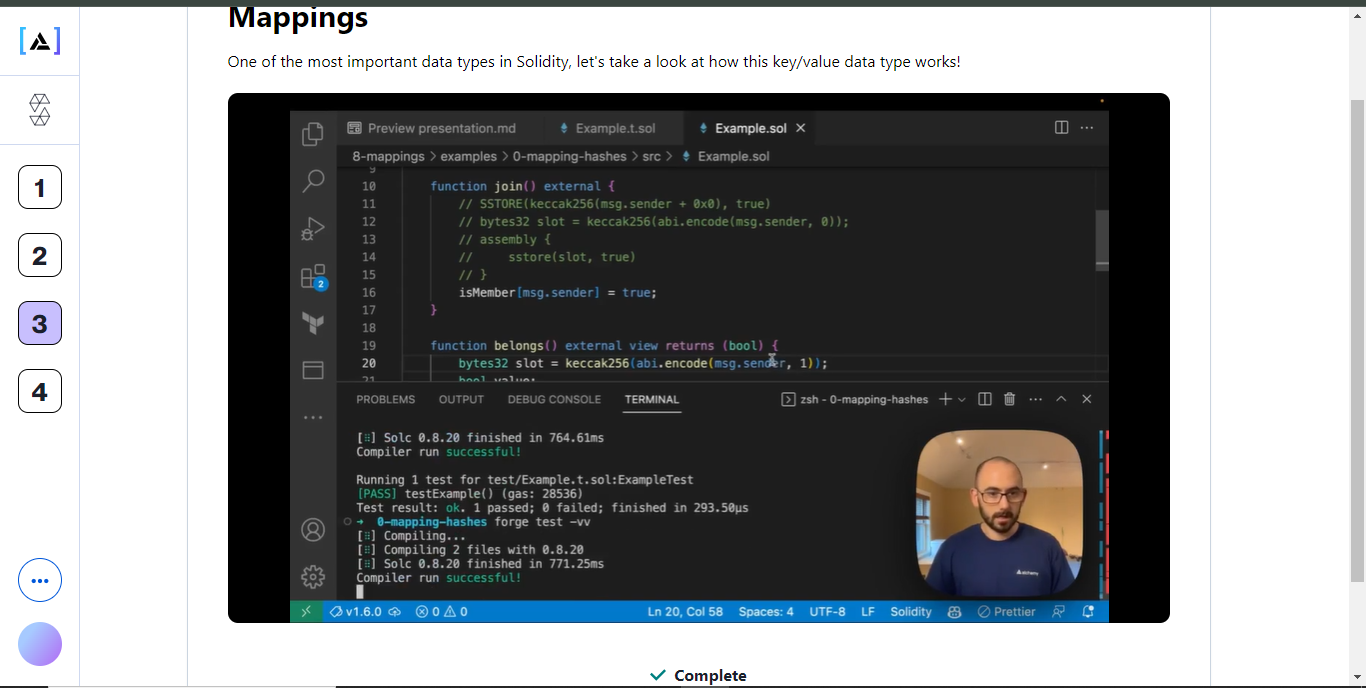 Mappings
One of the most important data types in Solidity, let's take a look at how this key/value data type works!
1
2
3
4
Preview presentation.md
Example.t.sol
Example.sol
8-mappings > examples > 0-mapping-hashes > src > Example.sol
9
10 function join() external {
11 // SSTORE(keccak256(msg.sender + 0x0), true)
12 // bytes32 slot = keccak256(abi.encode(msg.sender, 0));
13 // assembly {
14 //     sstore(slot, true)
15 // }
16 isMember[msg.sender] = true;
17 }
18
19 function belongs() external view returns (bool) {
20 bytes32 slot = keccak256(abi.encode(msg.sender, 1));
21 bool value;
2
PROBLEMS OUTPUT DEBUG CONSOLE TERMINAL zsh - 0-mapping-hashes
[⠿] Solc 0.8.20 finished in 764.61ms
Compiler run successful!
Running 1 test for test/Example.t.sol:ExampleTest
[PASS] testExample() (gas: 28536)
Test result: ok. 1 passed; 0 failed; finished in 293.50µs
→ 0-mapping-hashes forge test -vv
[⠿] Compiling...
[⠿] Compiling 2 files with 0.8.20
[⠿] Solc 0.8.20 finished in 771.25ms
Compiler run successful!
alchemy
v1.6.0 0 0 Ln 20, Col 58 Spaces: 4 UTF-8 LF Solidity Prettier
Complete